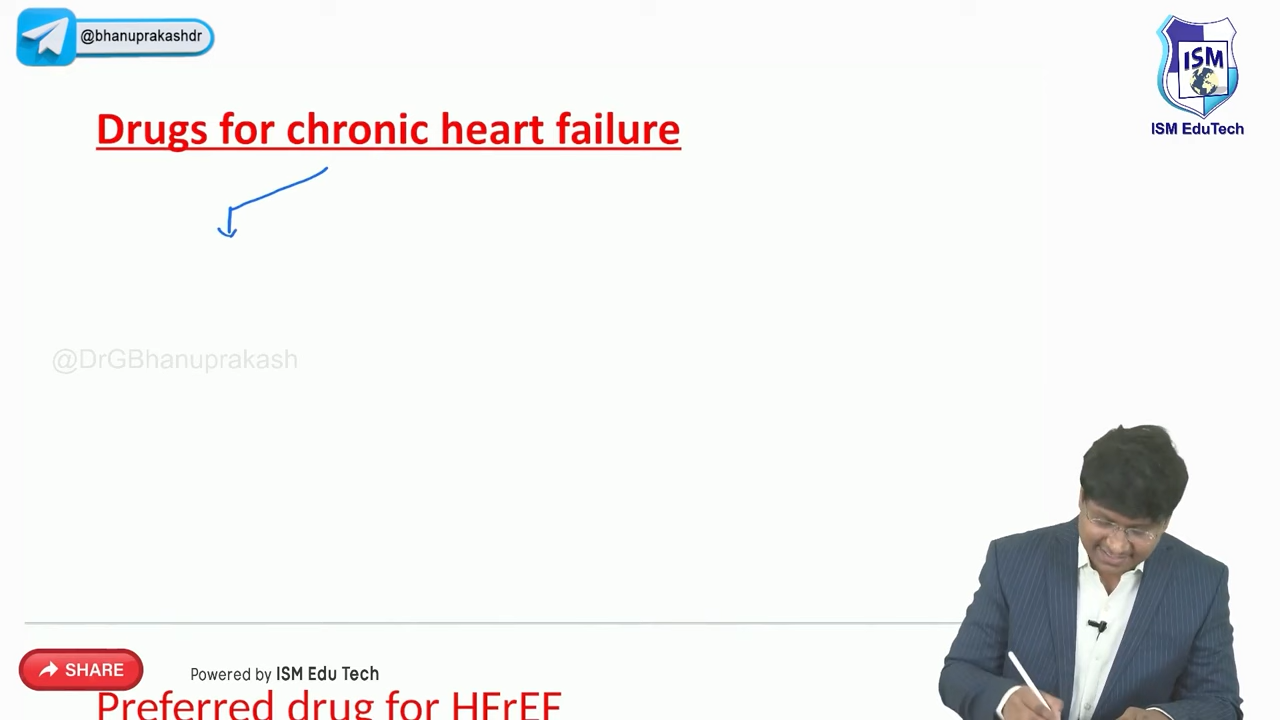 @bhanuprakashdr
ISM
ISM EduTech
Drugs for chronic heart failure
@DrGBhanuprakash
SHARE
Powered by ISM Edu Tech
Preferred drug for HFrEF